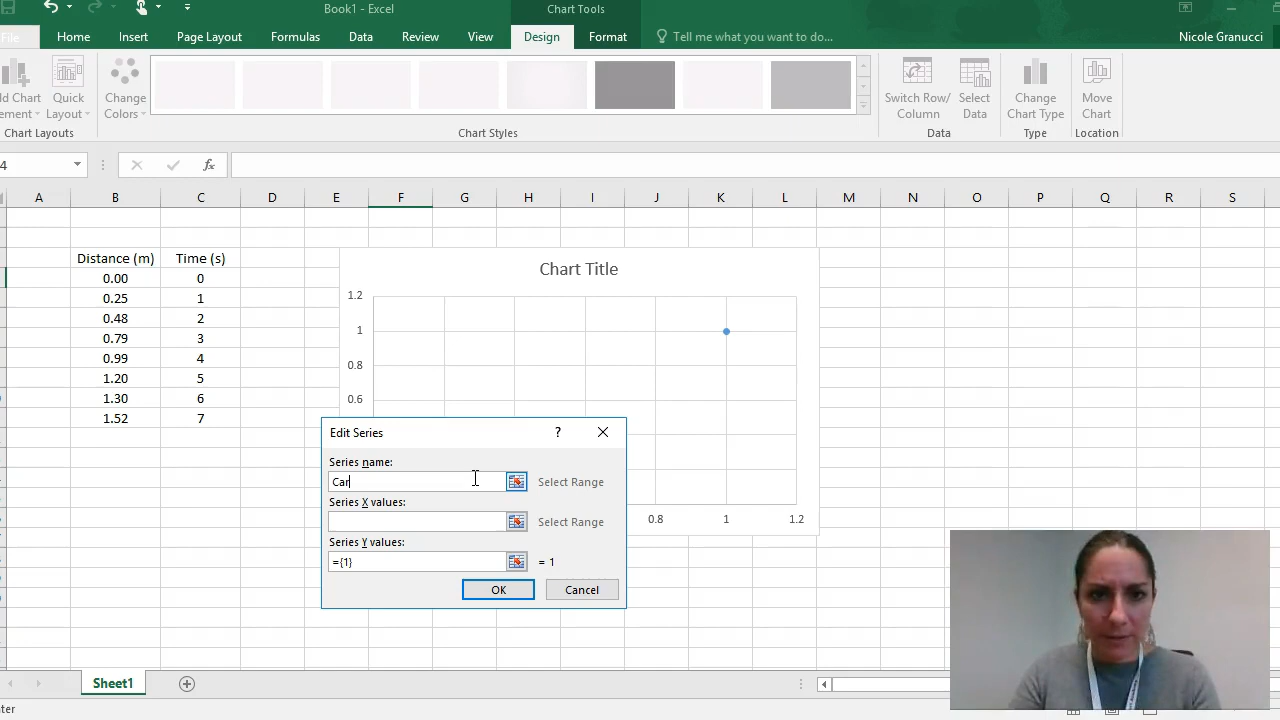 Book1 - Excel
Chart Tools
File
Home
Insert
Page Layout
Formulas
Data
Review
View
Design
Format
Tell me what you want to do...
Nicole Granucci
dd Chart
ement
Quick
Layout
Change
Colors
Switch Row/
Column
Select
Data
Change
Chart Type
Move
Chart
Chart Layouts
Chart Styles
Data
Type
Location
4
fx
A B C D E F G H I J K L M N O P Q R S
Distance (m) Time (s)
0.00 0
0.25 1
0.48 2
0.79 3
0.99 4
1.20 5
1.30 6
1.52 7
Chart Title
1.2
1
0.8
0.6
0.8 1 1.2
Edit Series
?
Series name:
Car
Select Range
Series X values:
Select Range
Series Y values:
={1}
= 1
OK
Cancel
Sheet1
ter